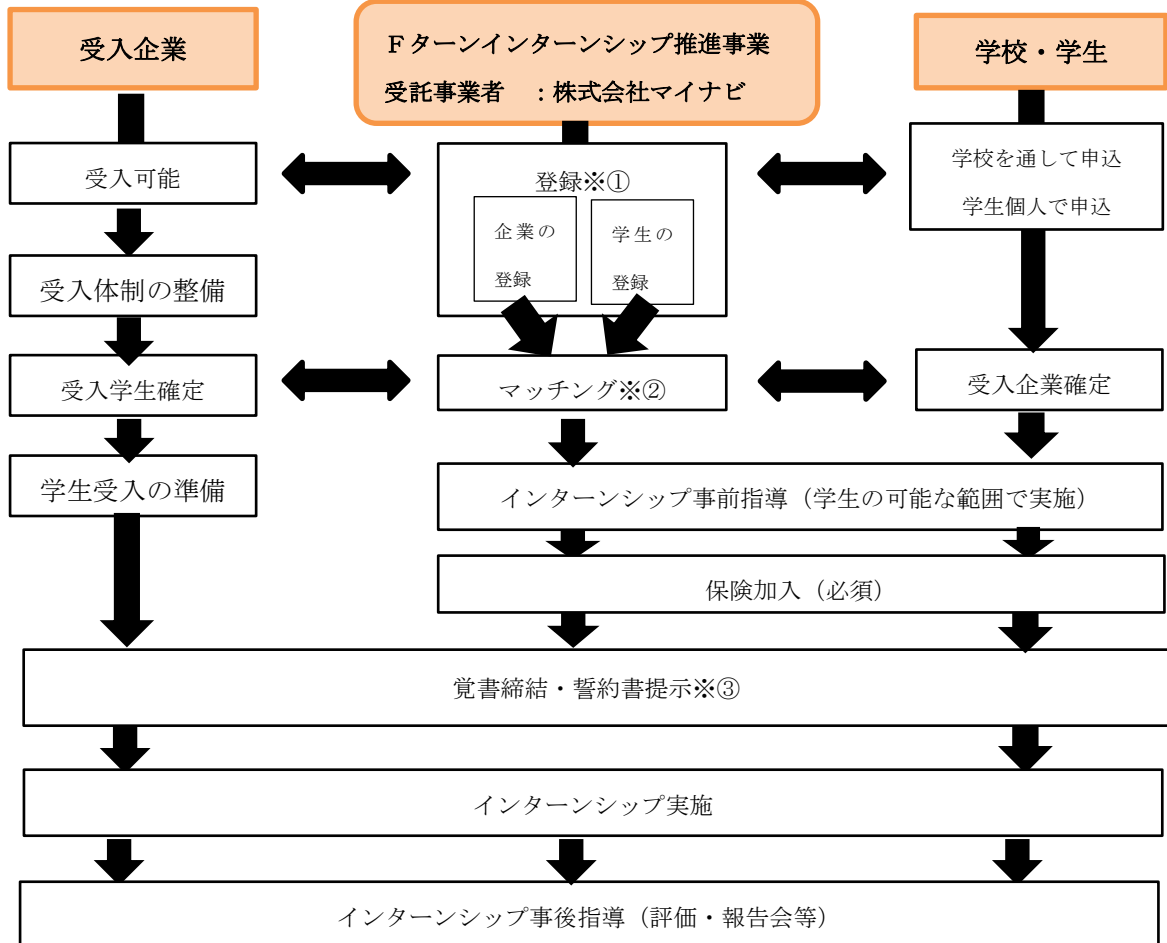 受入企業
Ｆターンインターンシップ推進事業
受託事業者　：株式会社マイナビ
学校・学生
受入可能
登録※①
企業の
登録
学生の
登録
学校を通して申込
学生個人で申込
受入体制の整備
受入学生確定
マッチング※②
受入企業確定
学生受入の準備
インターンシップ事前指導（学生の可能な範囲で実施）
保険加入（必須）
覚書締結・誓約書提示※③
インターンシップ実施
インターンシップ事後指導（評価・報告会等）